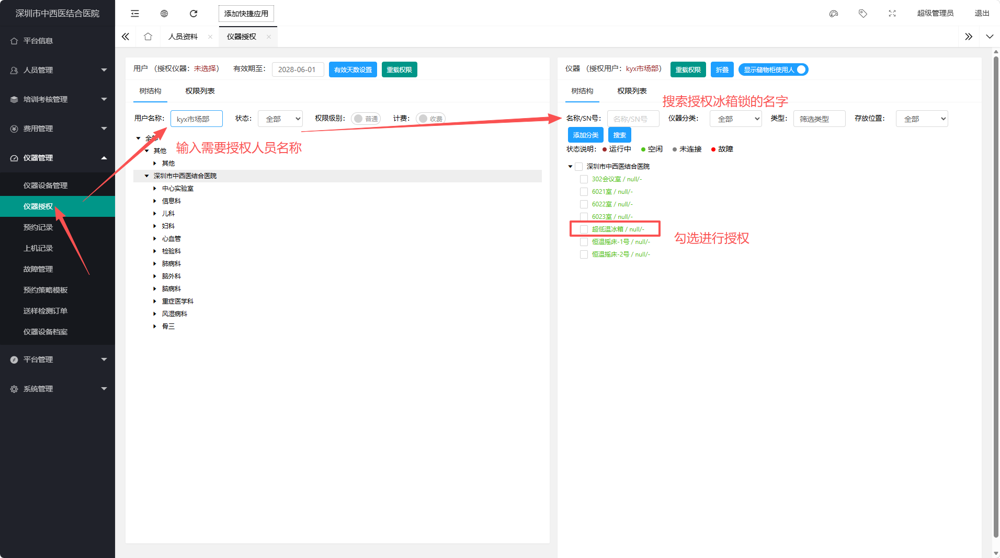 深圳市中西医结合医院
添加快捷应用
超级管理员
退出
人员资料
仪器授权
平台信息
人员管理
培训考核管理
费用管理
仪器管理
仪器设备管理
仪器授权
预约记录
上机记录
故障管理
预约策略模板
送样检测订单
仪器设备档案
平台管理
系统管理
用户 (授权仪器: 未选择) 有效期至: 2028-06-01 有效天数设置 重载权限
树结构 权限列表
用户名称: kyx市场部 状态: 全部 权限级别: 普通 计费: 收费
输入需要授权人员名称
全部
其他
其他
深圳市中西医结合医院
中心实验室
信息科
儿科
妇科
心血管
检验科
肺病科
脑外科
脑病科
重症医学科
风湿病科
骨三
仪器 (授权用户: kyx市场部) 重载权限 折叠 显示储物柜使用人
树结构 权限列表
搜索授权冰箱锁的名字
名称/SN号: 名称/SN号 仪器分类: 全部 类型: 筛选类型 存放位置: 全部
添加分类 搜索
状态说明: 运行中 空闲 未连接 故障
深圳市中西医结合医院
302会议室 / null/-
6021室 / null/-
6022室 / null/-
6023室 / null/-
超低温冰箱 / null/-
勾选进行授权
恒温摇床-1号 / null/-
恒温摇床-2号 / null/-